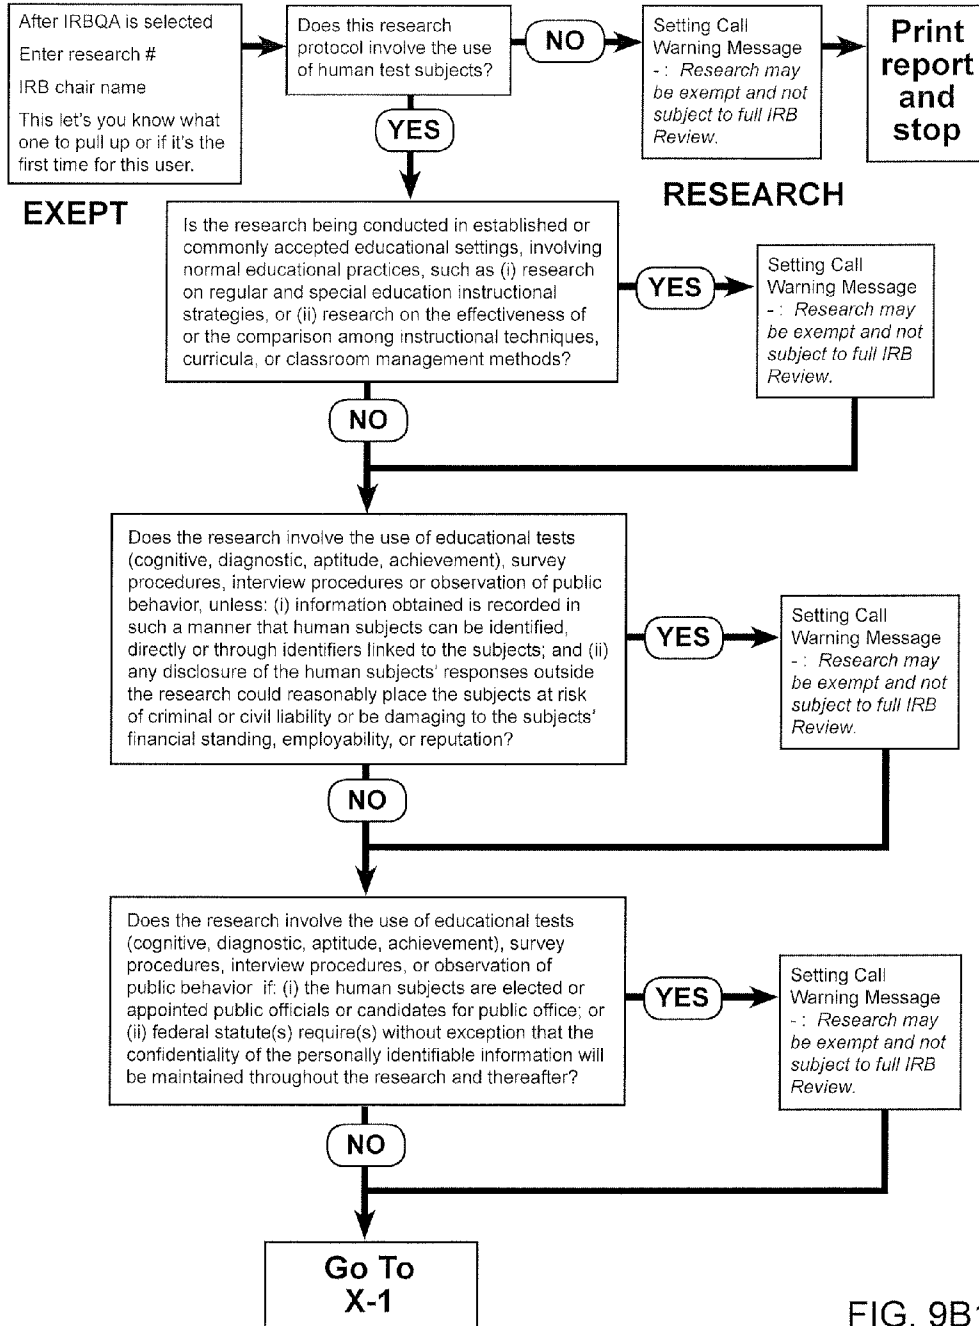 After IRBQA is selected
Enter research #
IRB chair name
This let's you know what
one to pull up or if it's the
first time for this user.
Does this research
protocol involve the use
of human test subjects?
NO
Setting Call
Warning Message
- : Research may
be exempt and not
subject to full IRB
Review.
Print
report
and
stop
YES
EXEPT
RESEARCH
Is the research being conducted in established or
commonly accepted educational settings, involving
normal educational practices, such as (i) research
on regular and special education instructional
strategies, or (ii) research on the effectiveness of
or the comparison among instructional techniques,
curricula, or classroom management methods?
YES
Setting Call
Warning Message
- : Research may
be exempt and not
subject to full IRB
Review.
NO
Does the research involve the use of educational tests
(cognitive, diagnostic, aptitude, achievement), survey
procedures, interview procedures or observation of public
behavior, unless: (i) information obtained is recorded in
such a manner that human subjects can be identified,
directly or through identifiers linked to the subjects; and (ii)
any disclosure of the human subjects' responses outside
the research could reasonably place the subjects at risk
of criminal or civil liability or be damaging to the subjects'
financial standing, employability, or reputation?
YES
Setting Call
Warning Message
- : Research may
be exempt and not
subject to full IRB
Review.
NO
Does the research involve the use of educational tests
(cognitive, diagnostic, aptitude, achievement), survey
procedures, interview procedures, or observation of
public behavior if: (i) the human subjects are elected or
appointed public officials or candidates for public office; or
(ii) federal statute(s) require(s) without exception that the
confidentiality of the personally identifiable information will
be maintained throughout the research and thereafter?
YES
Setting Call
Warning Message
- : Research may
be exempt and not
subject to full IRB
Review.
NO
Go To
X-1
FIG. 9B1